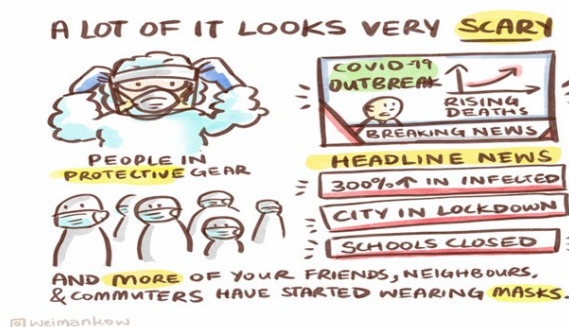 A LOT OF IT LOOKS VERY SCARY
COVID-19
OUTBREAK
RISING
DEATHS
BREAKING NEWS
PEOPLE IN
PROTECTIVE GEAR
HEADLINE NEWS
300%↑ IN INFECTED
CITY IN LOCKDOWN
SCHOOLS CLOSED
AND MORE OF YOUR FRIENDS, NEIGHBOURS,
& COMMUTERS HAVE STARTED WEARING MASKS.
weimankow